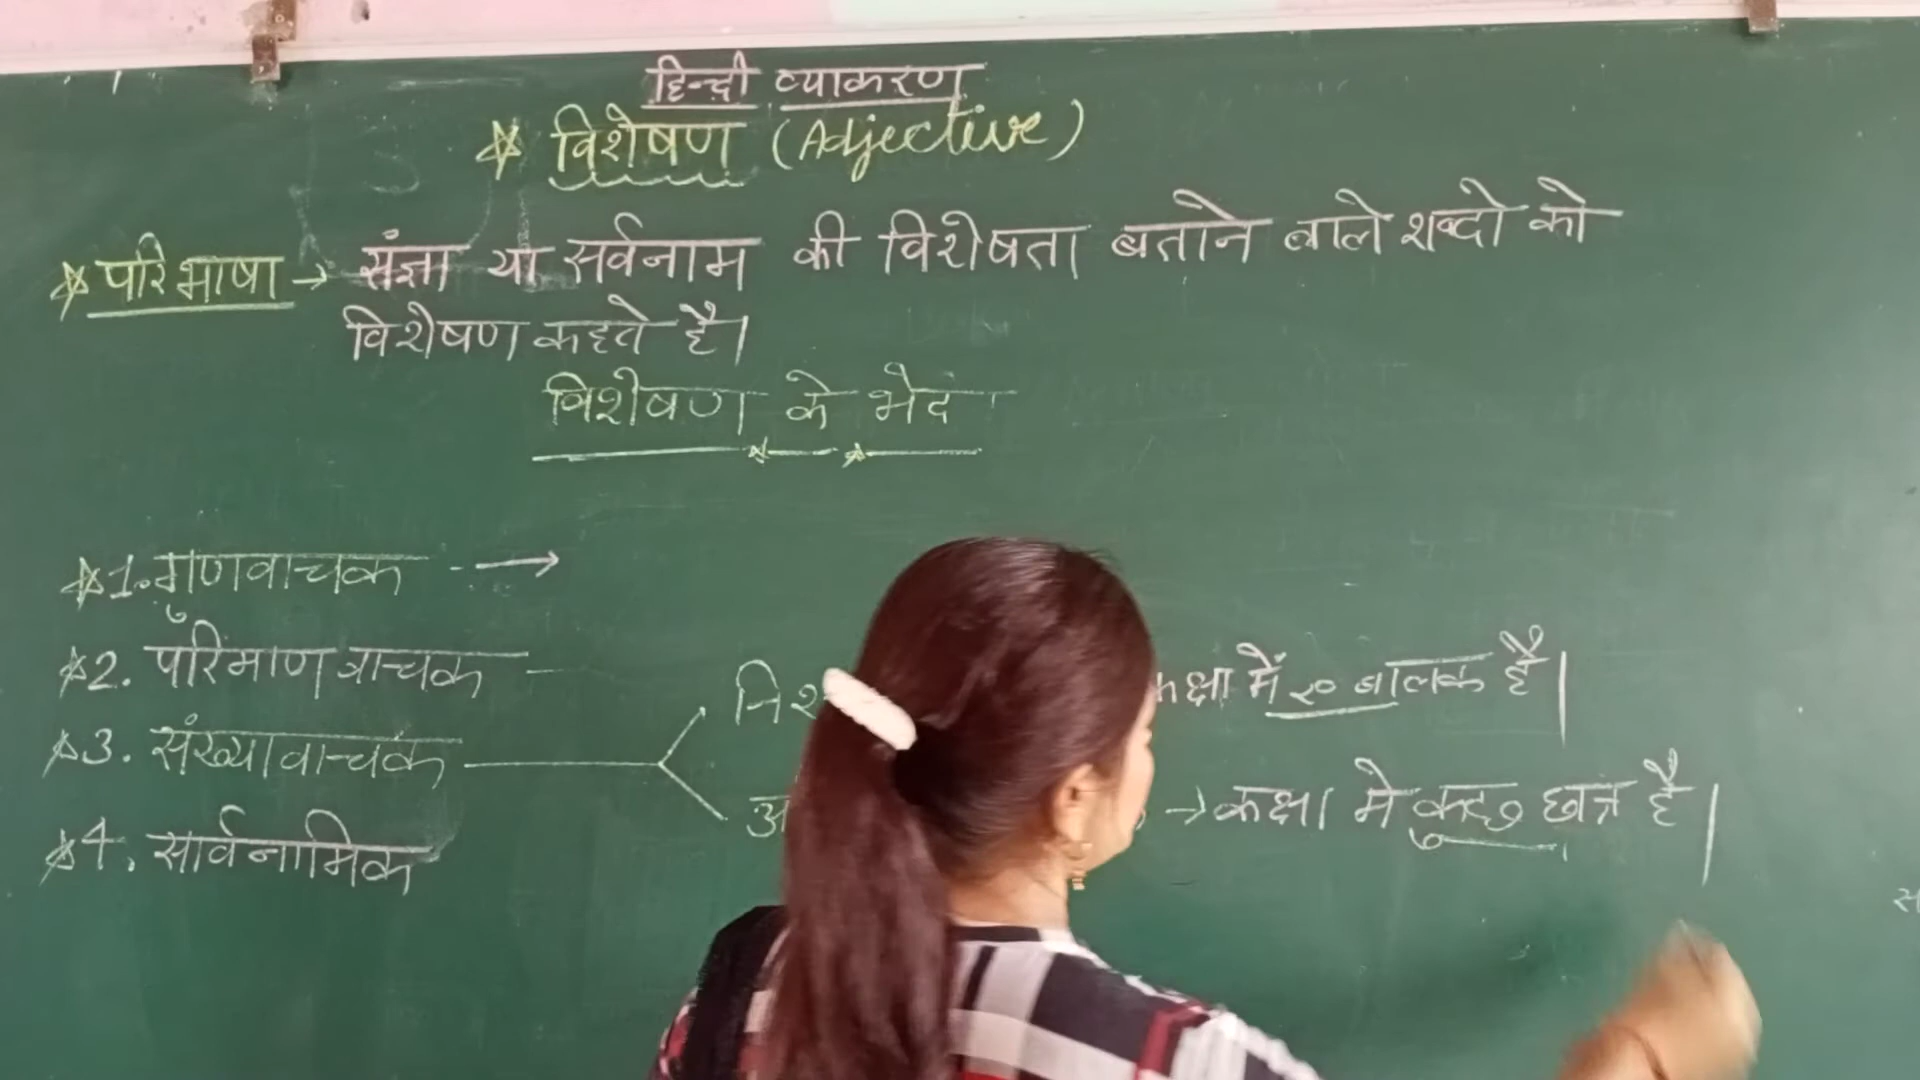 हिन्दी व्याकरण
विशेषण (Adjective)
परिभाषा → संज्ञा या सर्वनाम की विशेषता बताने वाले शब्दो को
विशेषण कहते है।
विशेषण के भेद
1. गुणवाचक →
2. परिमाण वाचक
3. संख्यावाचक
कक्षा में २० बालक है।
→ कक्षा मे कुछ छात्र है।
4. सार्वनामिक